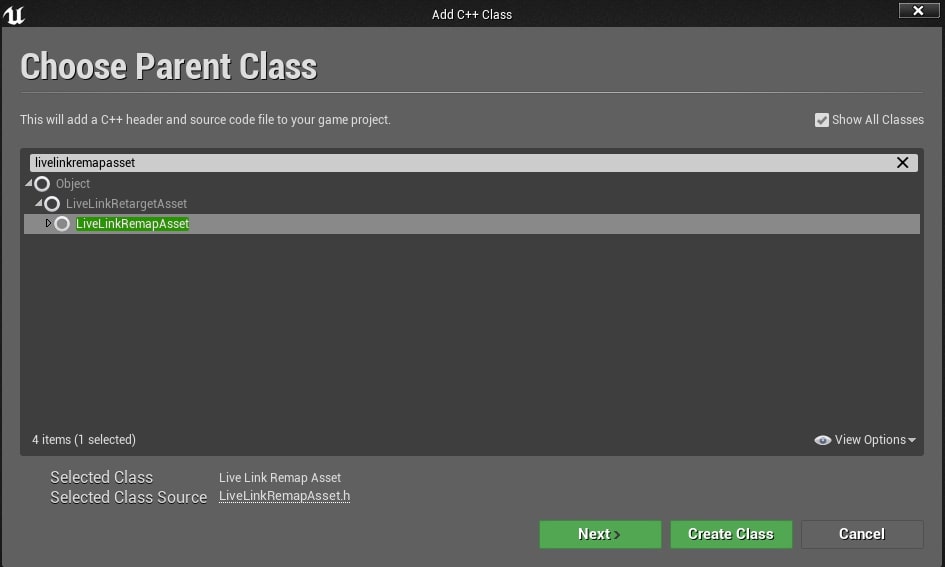 Add C++ Class
Choose Parent Class
This will add a C++ header and source code file to your game project.
Show All Classes
livelinkremapasset
Object
LiveLinkRetargetAsset
LiveLinkRemapAsset
4 items (1 selected)
View Options
Selected Class Live Link Remap Asset
Selected Class Source LiveLinkRemapAsset.h
Next
Create Class
Cancel